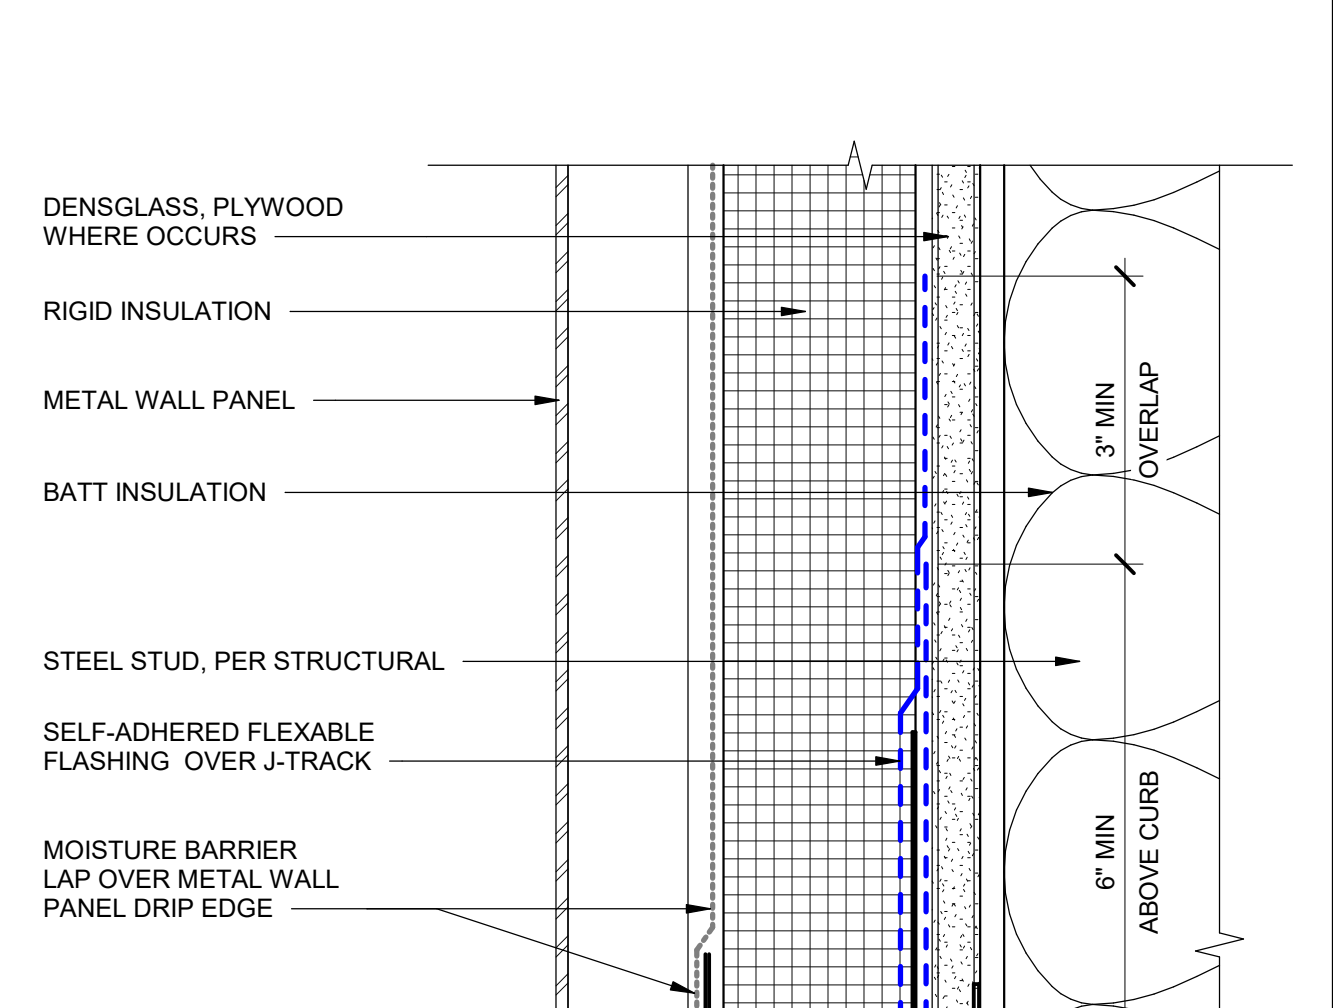 DENSGLASS, PLYWOOD
WHERE OCCURS
RIGID INSULATION
METAL WALL PANEL
BATT INSULATION
STEEL STUD, PER STRUCTURAL
SELF-ADHERED FLEXABLE
FLASHING OVER J-TRACK
MOISTURE BARRIER
LAP OVER METAL WALL
PANEL DRIP EDGE
3" MIN
OVERLAP
6" MIN
ABOVE CURB